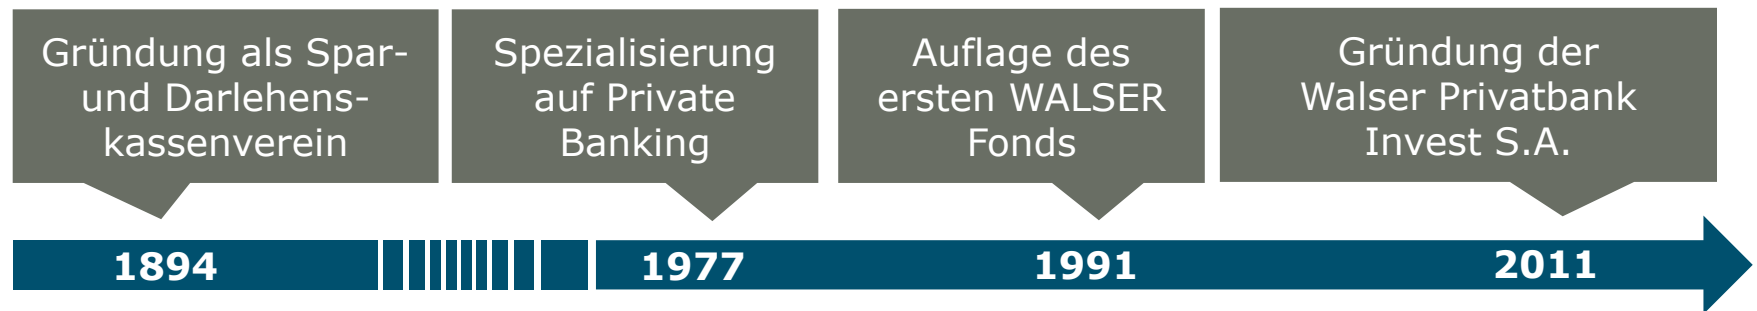 Gründung als Spar-
und Darlehens-
kassenverein
Spezialisierung
auf Private
Banking
Auflage des
ersten WALSER
Fonds
Gründung der
Walser Privatbank
Invest S.A.
1894
1977
1991
2011